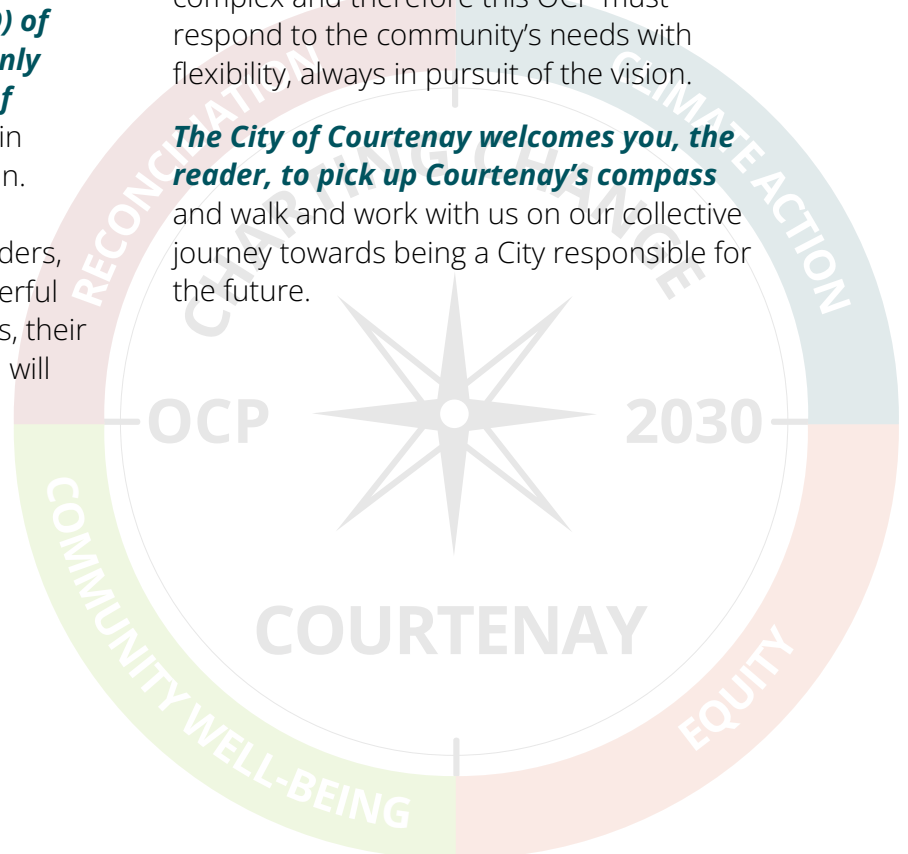 ) of
nly
f
in
n.
ders,
erful
s, their
will
complex and therefore this OCP must
respond to the community's needs with
flexibility, always in pursuit of the vision.
The City of Courtenay welcomes you, the
reader, to pick up Courtenay's compass
and walk and work with us on our collective
journey towards being a City responsible for
the future.
RECONCILIATION
CLIMATE ACTION
CHARTING CHANGE
OCP
2030
COURTENAY
COMMUNITY WELL-BEING
EQUITY